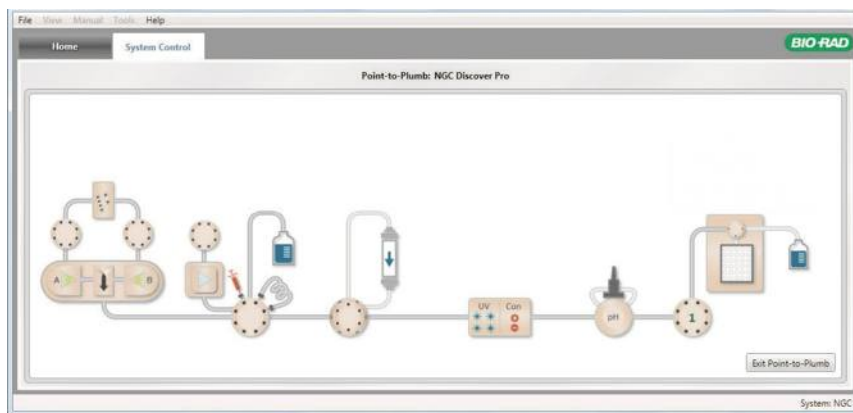 File View Manual Tools Help
Home System Control BIO-RAD
Point-to-Plumb: NGC Discover Pro
A B
UV Con
pH 1
Exit Point-to-Plumb
System: NGC